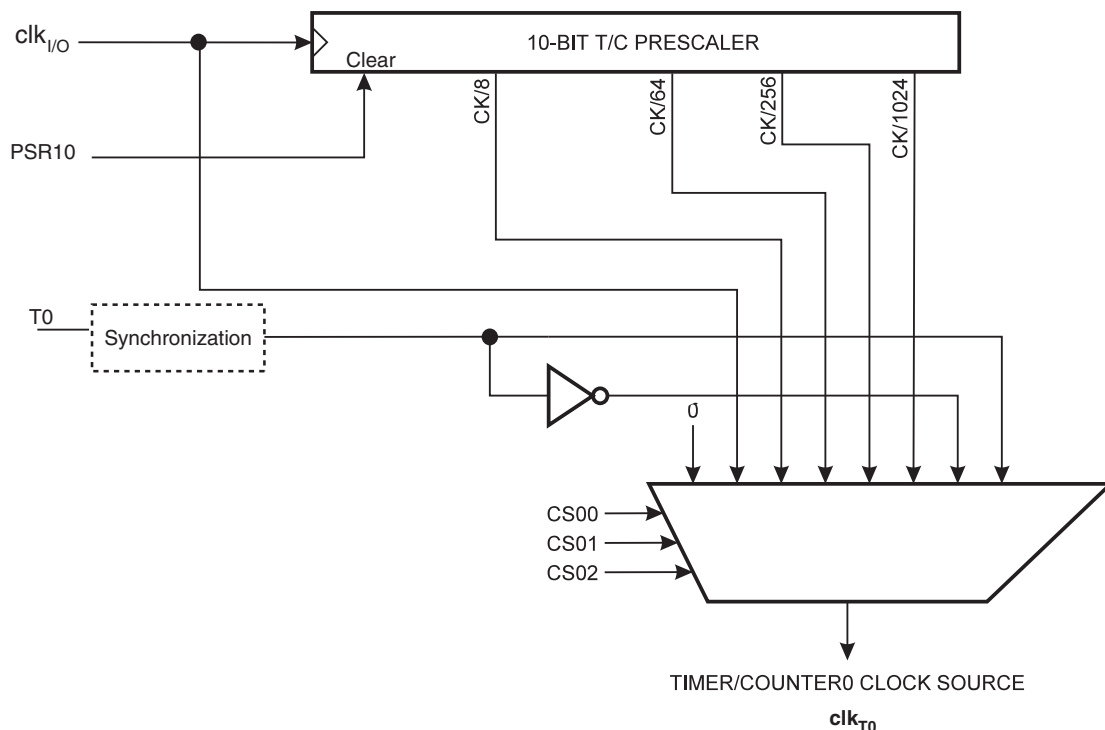 clkI/O
10-BIT T/C PRESCALER
Clear
CK/8
CK/64
CK/256
CK/1024
PSR10
T0
Synchronization
0
CS00
CS01
CS02
TIMER/COUNTER0 CLOCK SOURCE
clkT0